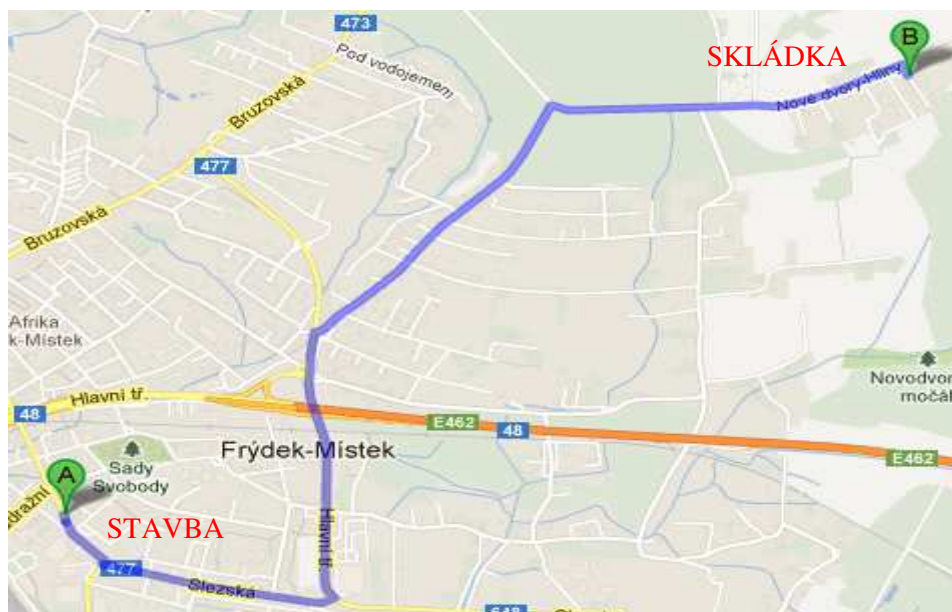 473
Pod vodojemem
SKLÁDKA
B
Nové dvory-Hliny
Bruzovská
477
Bruzovská
Afrika
k-Místek
Novodvor
močál
Hlavní tř.
48
E462
48
E462
Frýdek-Místek
Sady
Svobody
A
STAVBA
Hlavní tř.
477
Slezská